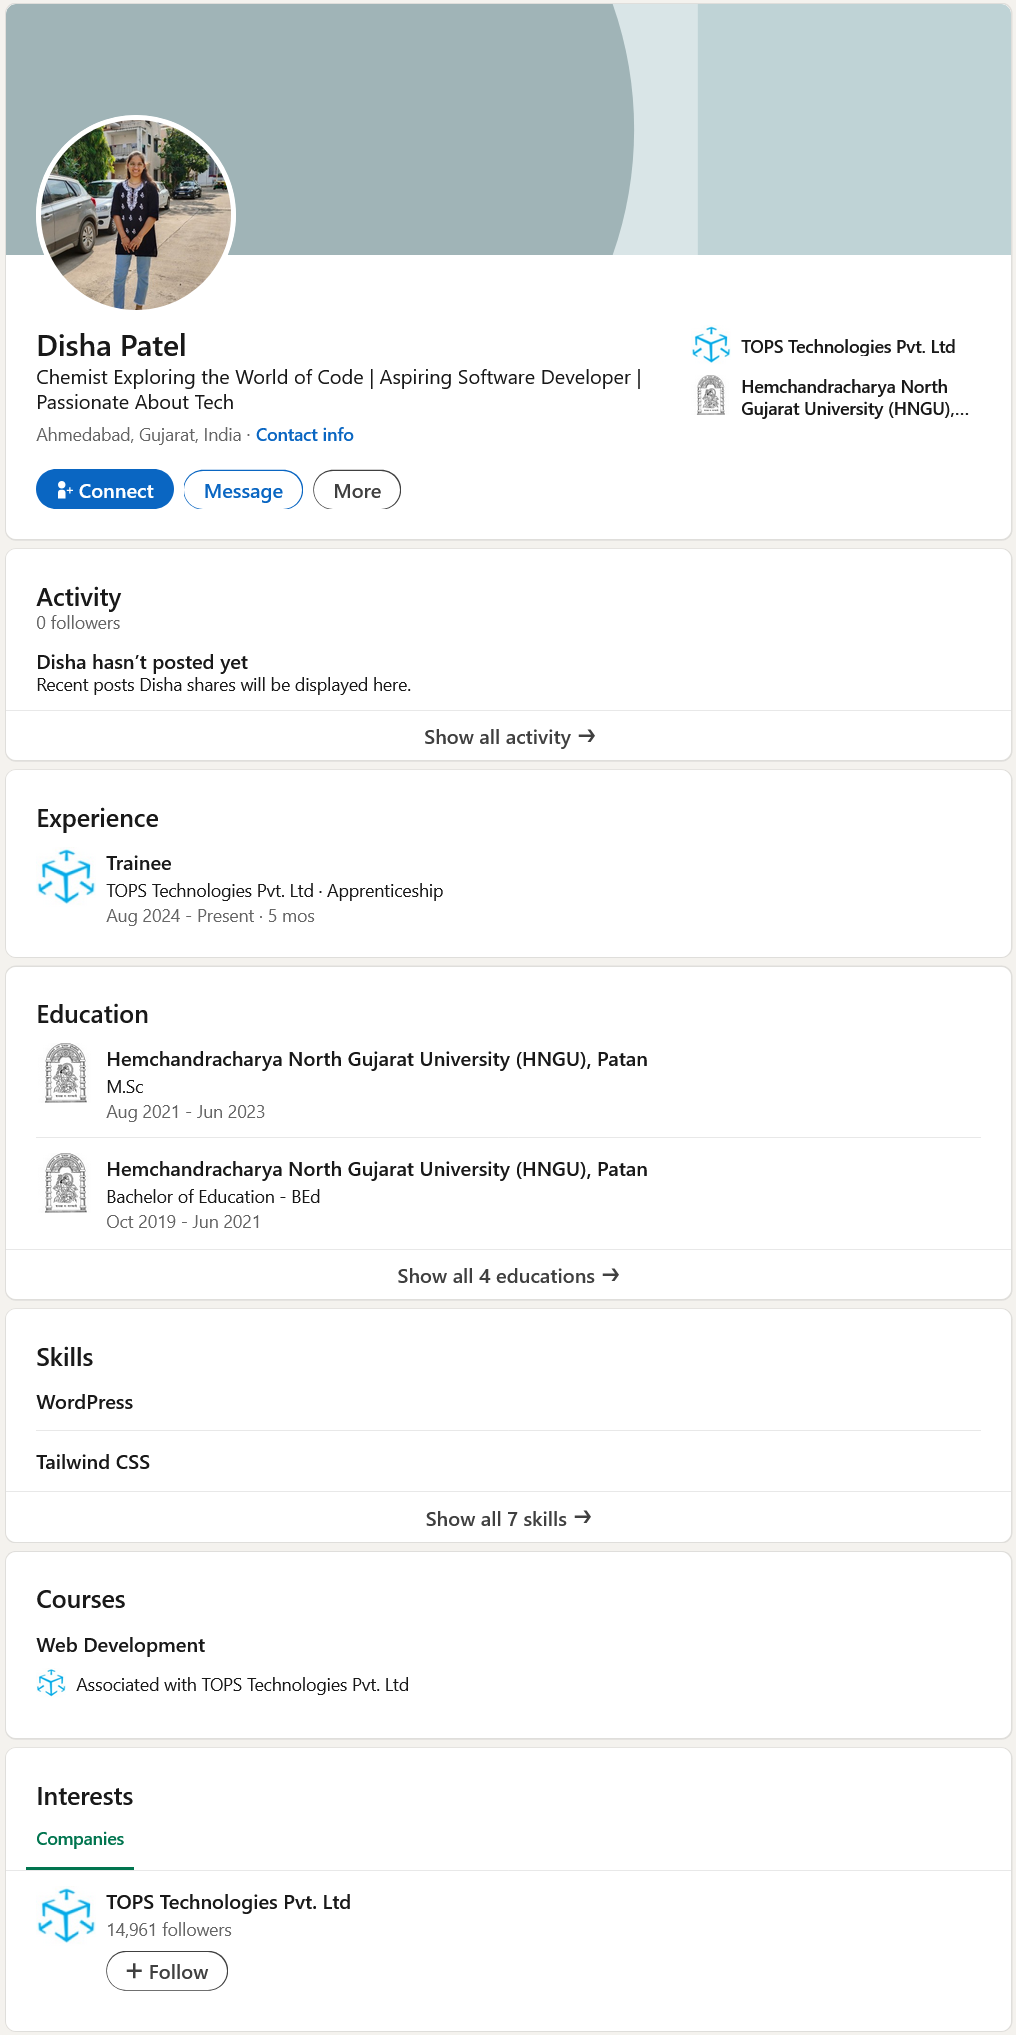 Disha Patel
Chemist Exploring the World of Code | Aspiring Software Developer |
Passionate About Tech
Ahmedabad, Gujarat, India · Contact info
TOPS Technologies Pvt. Ltd
Hemchandracharya North
Gujarat University (HNGU),...
Connect
Message
More
Activity
0 followers
Disha hasn't posted yet
Recent posts Disha shares will be displayed here.
Show all activity →
Experience
Trainee
TOPS Technologies Pvt. Ltd · Apprenticeship
Aug 2024 - Present · 5 mos
Education
Hemchandracharya North Gujarat University (HNGU), Patan
M.Sc
Aug 2021 - Jun 2023
Hemchandracharya North Gujarat University (HNGU), Patan
Bachelor of Education - BEd
Oct 2019 - Jun 2021
Show all 4 educations →
Skills
WordPress
Tailwind CSS
Show all 7 skills →
Courses
Web Development
Associated with TOPS Technologies Pvt. Ltd
Interests
Companies
TOPS Technologies Pvt. Ltd
14,961 followers
+ Follow